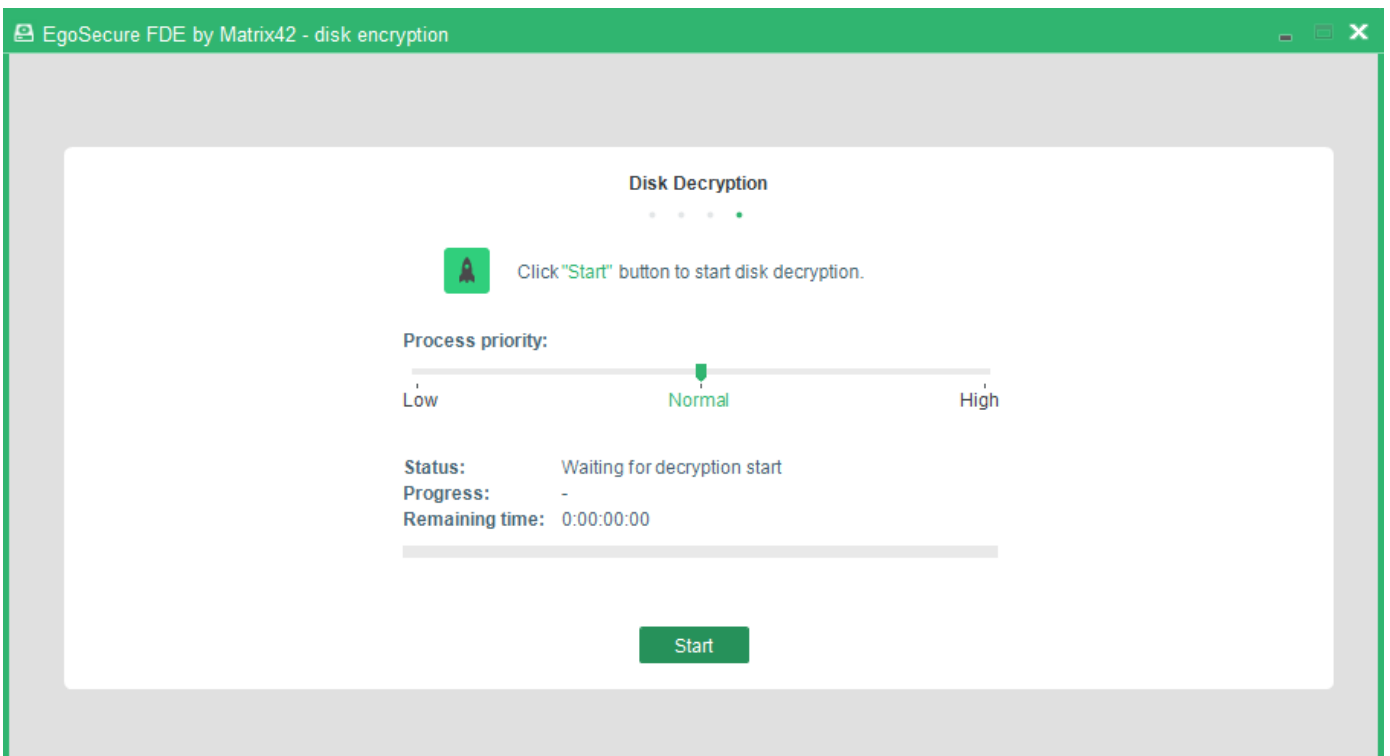 EgoSecure FDE by Matrix42 - disk encryption
Disk Decryption
Click "Start" button to start disk decryption.
Process priority:
Low Normal High
Status: Waiting for decryption start
Progress: -
Remaining time: 0:00:00:00
Start